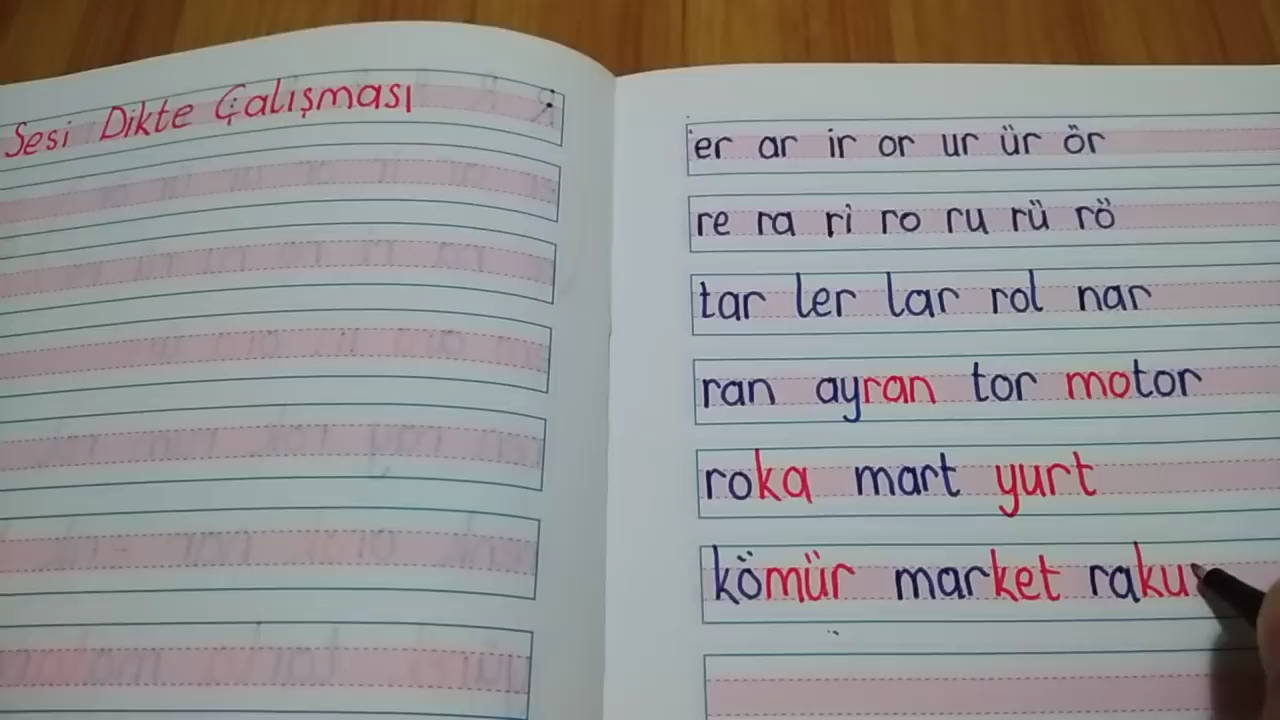 Sesi Dikte Çalışması
er ar ir or ur ür ör
re ra ri ro ru rü rö
tar ler lar rol nar
ran ayran tor motor
roka mart yurt
kömür market raku